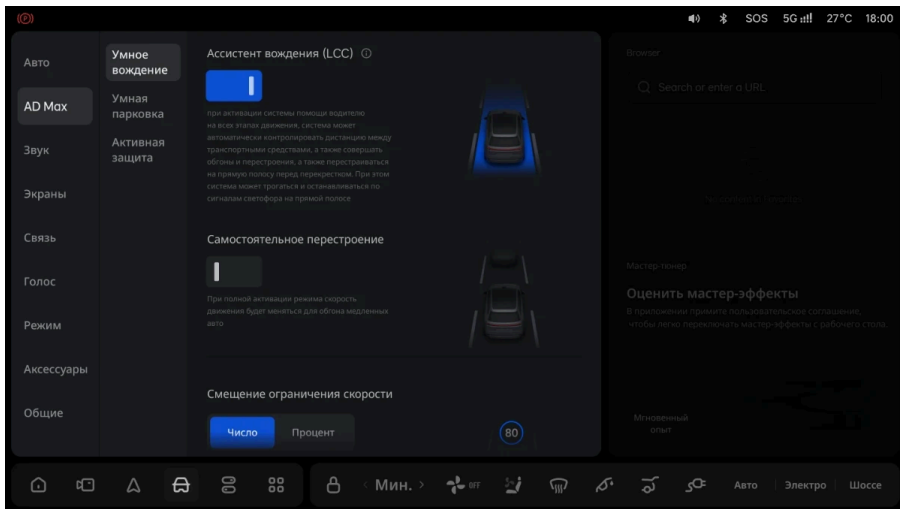 (P)
SOS
5G
27°C
18:00
Авто
AD Max
Звук
Экраны
Связь
Голос
Режим
Аксессуары
Общие
Умное
вождение
Умная
парковка
Активная
защита
Ассистент вождения (LCC)
при активации системы помощи водителю
на всех этапах движения, система может
автоматически контролировать дистанцию между
транспортными средствами, а также совершать
обгоны и перестроения, а также перестраиваться
на прямую полосу перед перекрестком. При этом
система может трогаться и останавливаться по
сигналам светофора на прямой полосе
Самостоятельное перестроение
При полной активации режима скорость
движения будет меняться для обгона медленных
авто
Смещение ограничения скорости
Число
Процент
80
Browser
Search or enter a URL
Мастер-тюнер
Оценить мастер-эффекты
В приложении примите пользовательское соглашение,
чтобы легко переключать мастер-эффекты с рабочего стола.
Мгновенный
опыт
< Мин. >
OFF
Авто
Электро
Шоссе